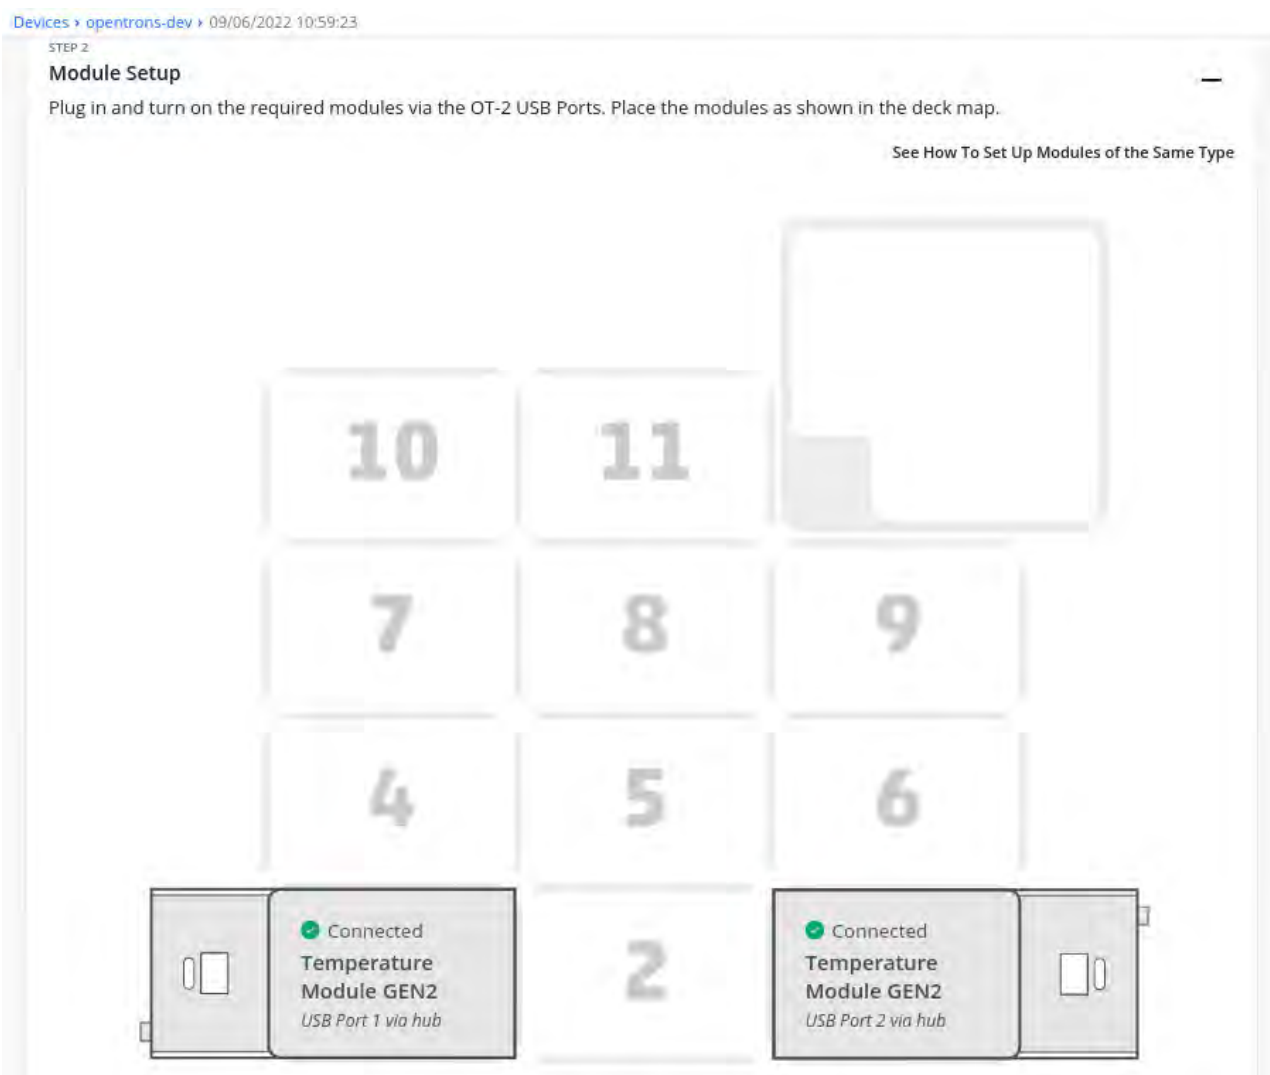 Devices › opentrons-dev › 09/06/2022 10:59:23
STEP 2
Module Setup
Plug in and turn on the required modules via the OT-2 USB Ports. Place the modules as shown in the deck map.
See How To Set Up Modules of the Same Type
10
11
7
8
9
4
5
6
Connected
Temperature
Module GEN2
USB Port 1 via hub
2
Connected
Temperature
Module GEN2
USB Port 2 via hub